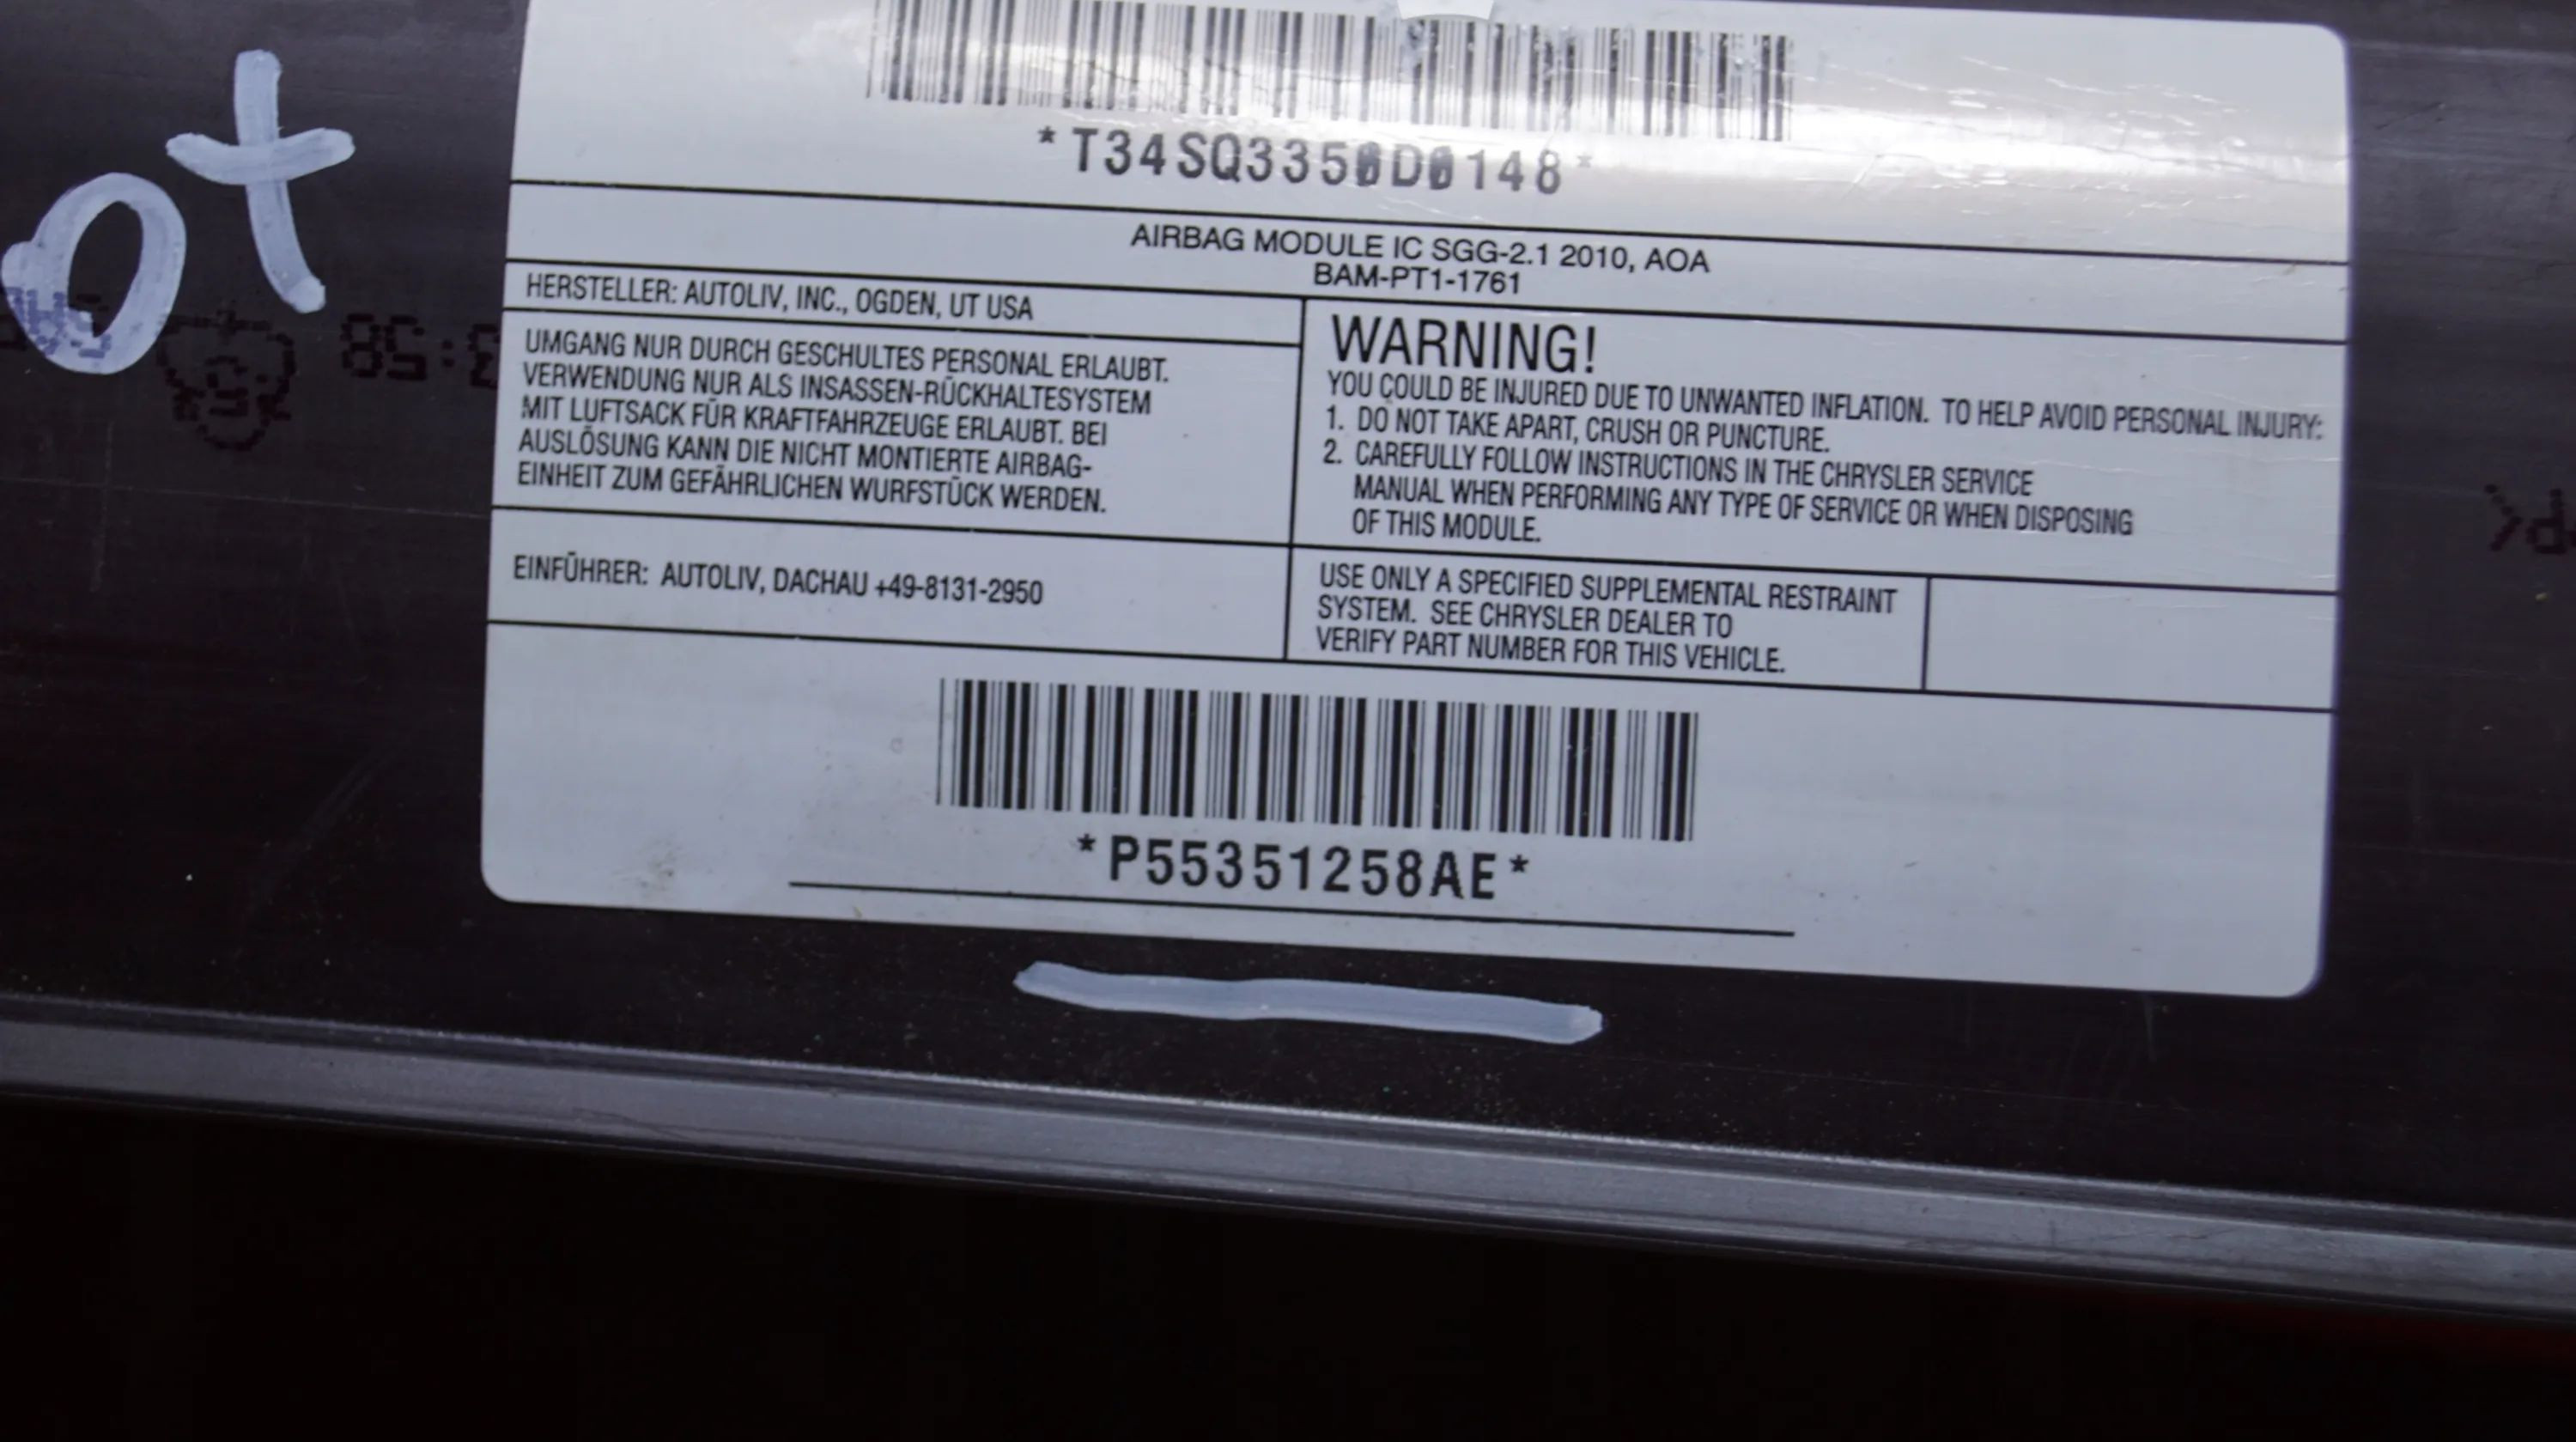 ot
*T34SQ3350D0148*
AIRBAG MODULE IC SGG-2.1 2010, AOA
BAM-PT1-1761
HERSTELLER: AUTOLIV, INC., OGDEN, UT USA
UMGANG NUR DURCH GESCHULTES PERSONAL ERLAUBT.
VERWENDUNG NUR ALS INSASSEN-RÜCKHALTESYSTEM
MIT LUFTSACK FÜR KRAFTFAHRZEUGE ERLAUBT. BEI
AUSLÖSUNG KANN DIE NICHT MONTIERTE AIRBAG-
EINHEIT ZUM GEFÄHRLICHEN WURFSTÜCK WERDEN.
EINFÜHRER: AUTOLIV, DACHAU +49-8131-2950
WARNING!
YOU COULD BE INJURED DUE TO UNWANTED INFLATION. TO HELP AVOID PERSONAL INJURY:
1. DO NOT TAKE APART, CRUSH OR PUNCTURE.
2. CAREFULLY FOLLOW INSTRUCTIONS IN THE CHRYSLER SERVICE
MANUAL WHEN PERFORMING ANY TYPE OF SERVICE OR WHEN DISPOSING
OF THIS MODULE.
USE ONLY A SPECIFIED SUPPLEMENTAL RESTRAINT
SYSTEM. SEE CHRYSLER DEALER TO
VERIFY PART NUMBER FOR THIS VEHICLE.
*P55351258AE*